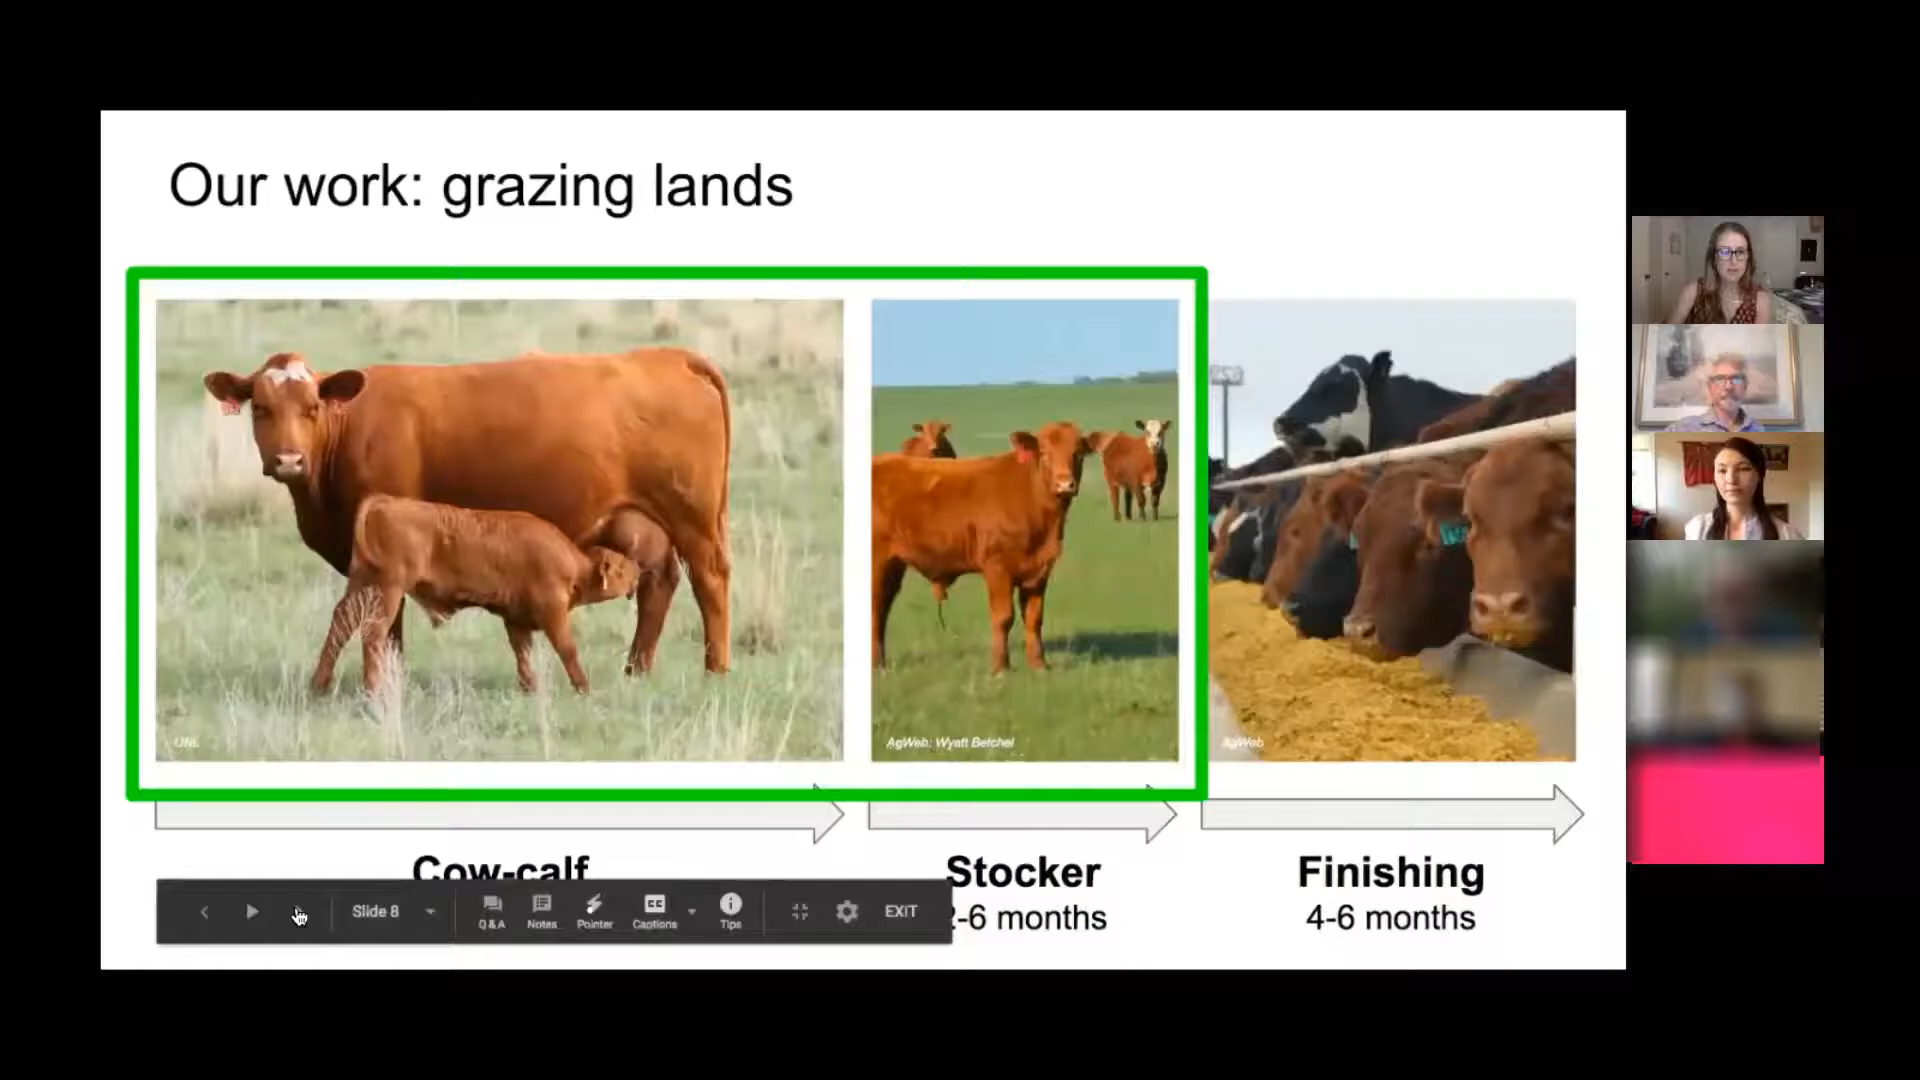 Our work: grazing lands
UNL
AgWeb; Wyatt Betchel
AgWeb
Cow-calf
Stocker
Finishing
2-6 months
4-6 months
Slide 8
Q&A
Notes
Pointer
CC
Captions
Tips
EXIT